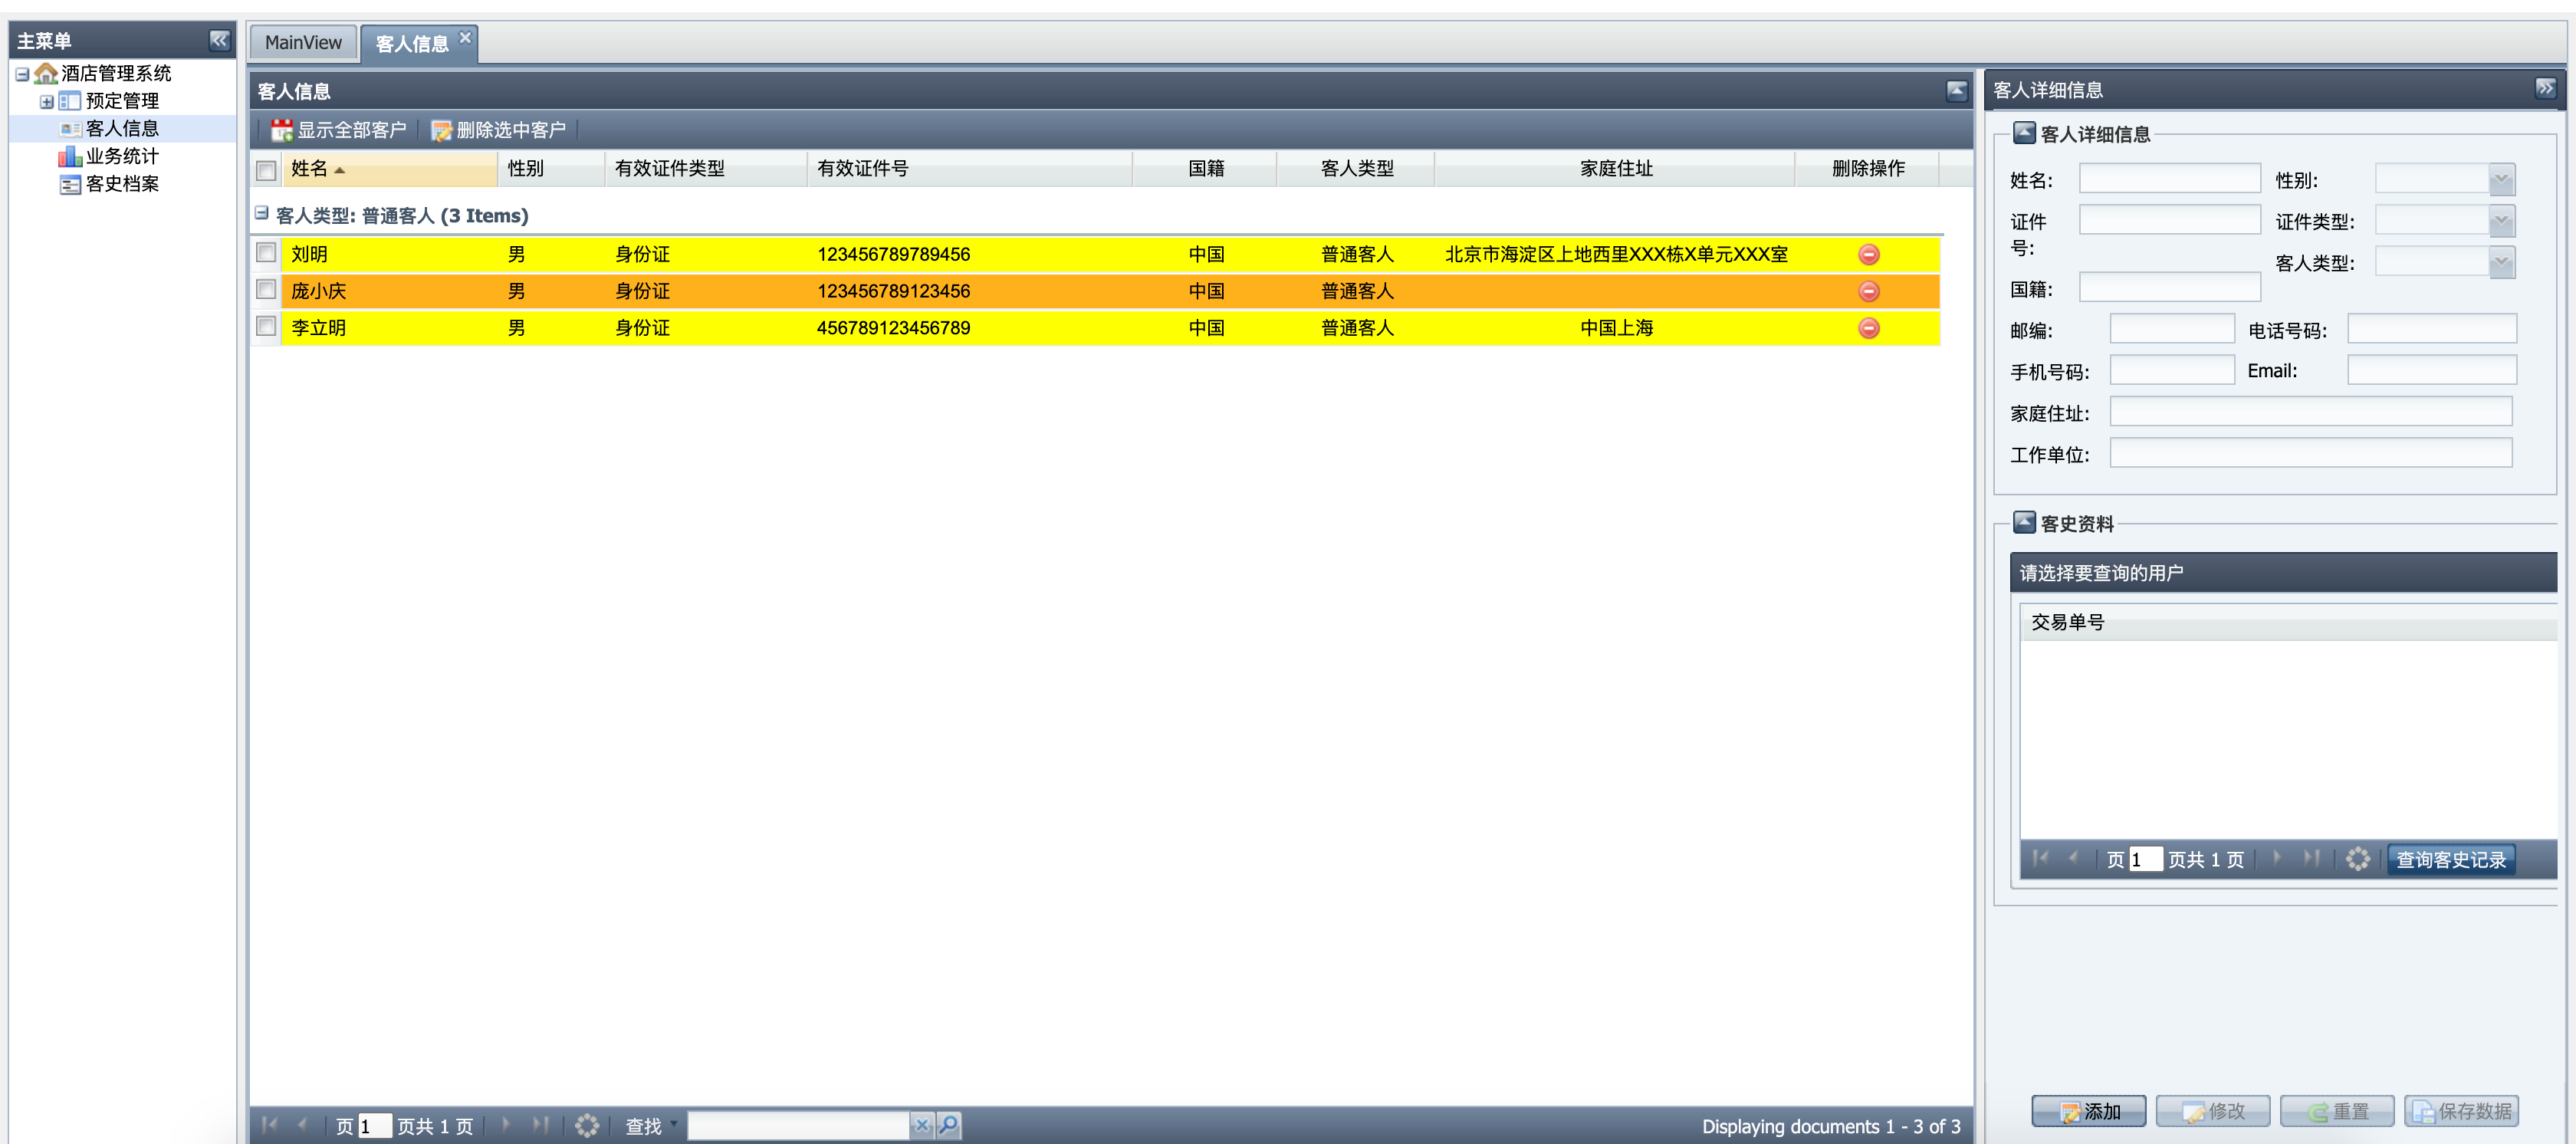 主菜单
酒店管理系统
预定管理
客人信息
业务统计
客史档案
MainView 客人信息
客人信息
显示全部客户 删除选中客户
姓名 性别 有效证件类型 有效证件号 国籍 客人类型 家庭住址 删除操作
客人类型: 普通客人 (3 Items)
刘明 男 身份证 123456789789456 中国 普通客人 北京市海淀区上地西里XXX栋X单元XXX室
庞小庆 男 身份证 123456789123456 中国 普通客人
李立明 男 身份证 456789123456789 中国 普通客人 中国上海
页 1 页共 1 页 查找 Displaying documents 1 - 3 of 3
客人详细信息
客人详细信息
姓名: 性别:
证件号: 证件类型:
客人类型:
国籍:
邮编: 电话号码:
手机号码: Email:
家庭住址:
工作单位:
客史资料
请选择要查询的用户
交易单号
页 1 页共 1 页 查询客史记录
添加 修改 重置 保存数据